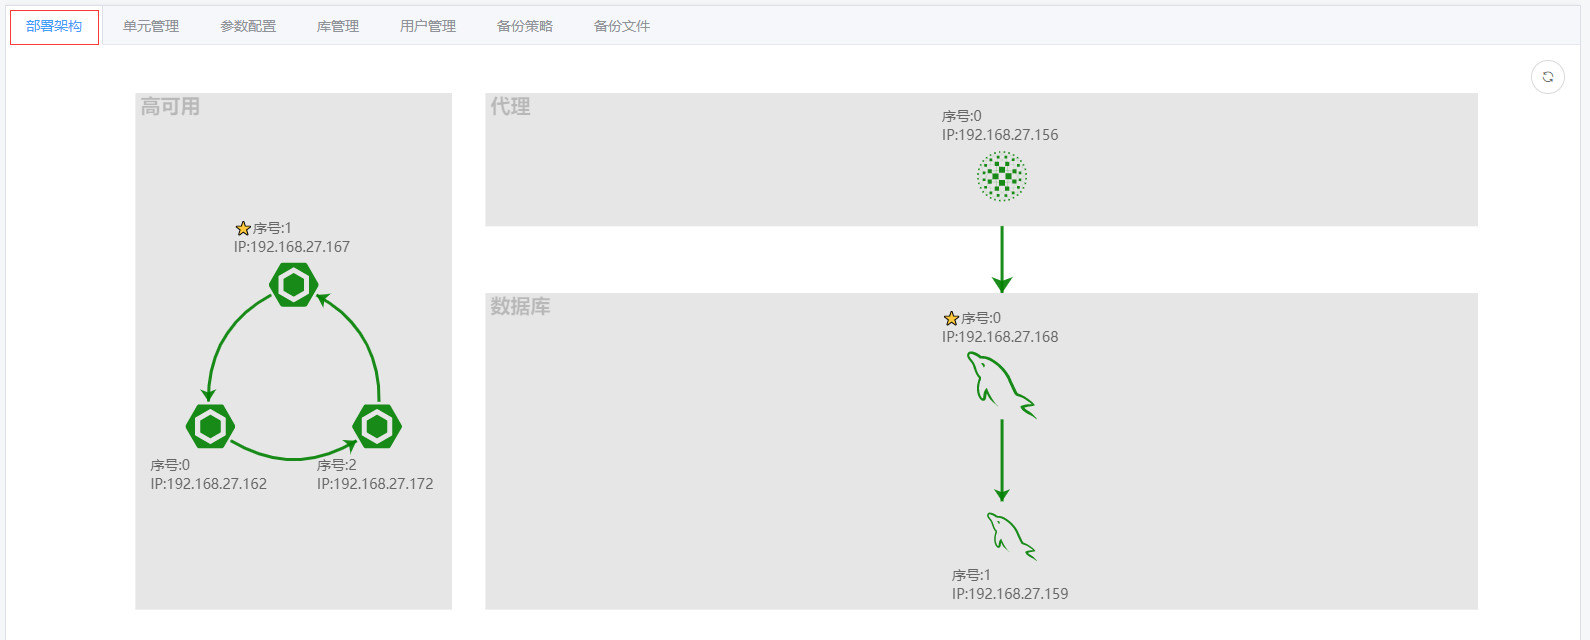 部署架构
单元管理
参数配置
库管理
用户管理
备份策略
备份文件
高可用
序号:1
IP:192.168.27.167
序号:0
IP:192.168.27.162
序号:2
IP:192.168.27.172
代理
序号:0
IP:192.168.27.156
数据库
序号:0
IP:192.168.27.168
序号:1
IP:192.168.27.159